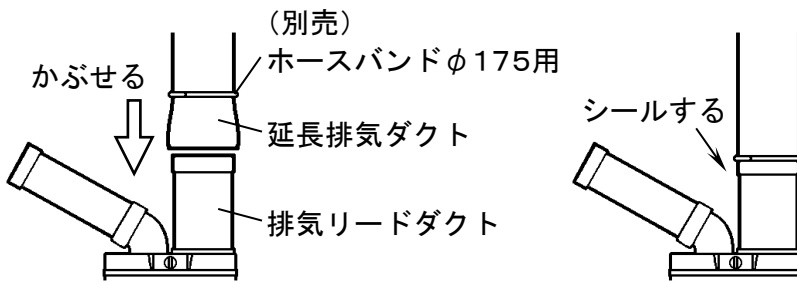 (別売)
ホースバンドφ175用
かぶせる
延長排気ダクト
排気リードダクト
シールする